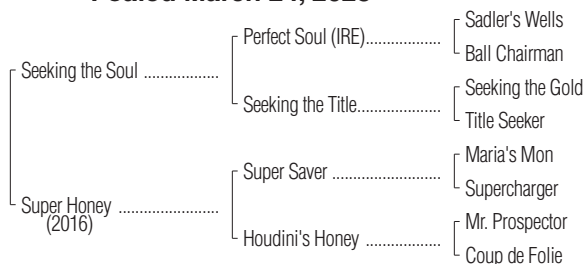 Foaled March 24,
Sadler's Wells
Perfect Soul (IRE)..................
Ball Chairman
Seeking the Soul ..................
Seeking the Gold
Seeking the Title....................
Title Seeker
Maria's Mon
Super Saver ..........................
Supercharger
Super Honey ........................
(2016)
Mr. Prospector
Houdini's Honey ..................
Coup de Folie